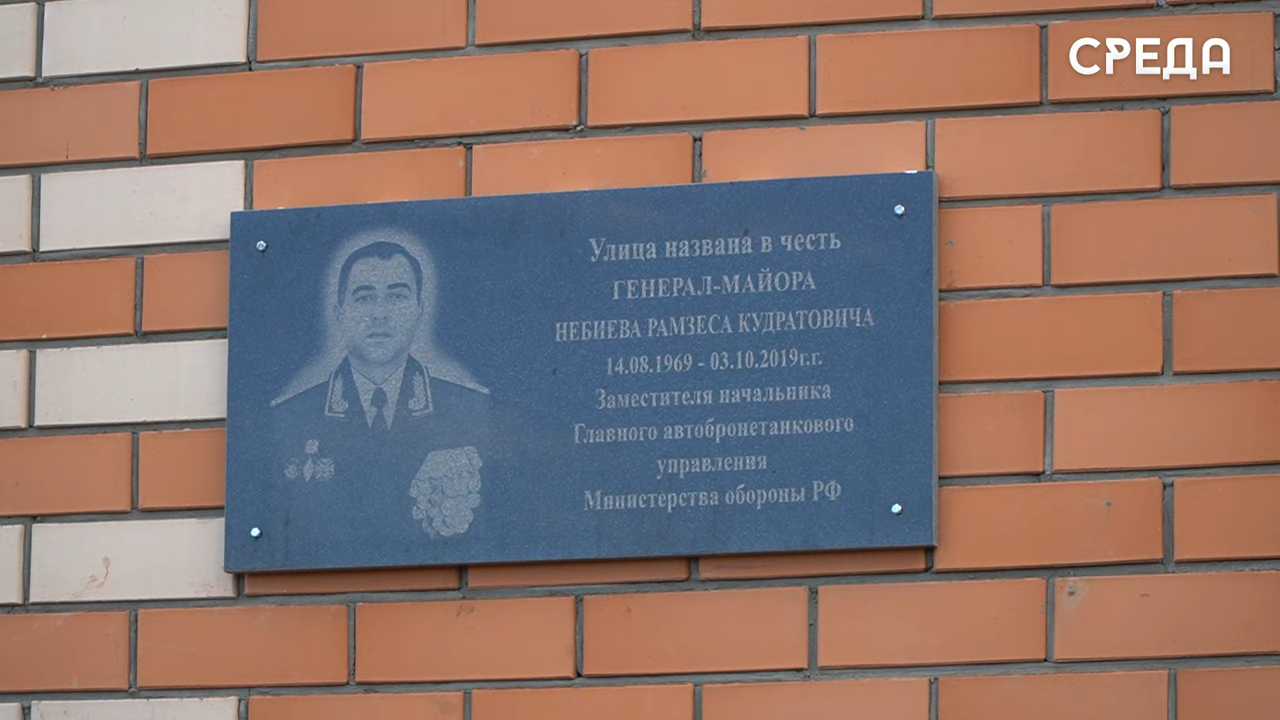 СРЕДА
Улица названа в честь
ГЕНЕРАЛ-МАЙОРА
НЕБИЕВА РАМЗЕСА КУДРАТОВИЧА
14.08.1969 - 03.10.2019г.г.
Заместителя начальника
Главного автобронетанкового
управления
Министерства обороны РФ